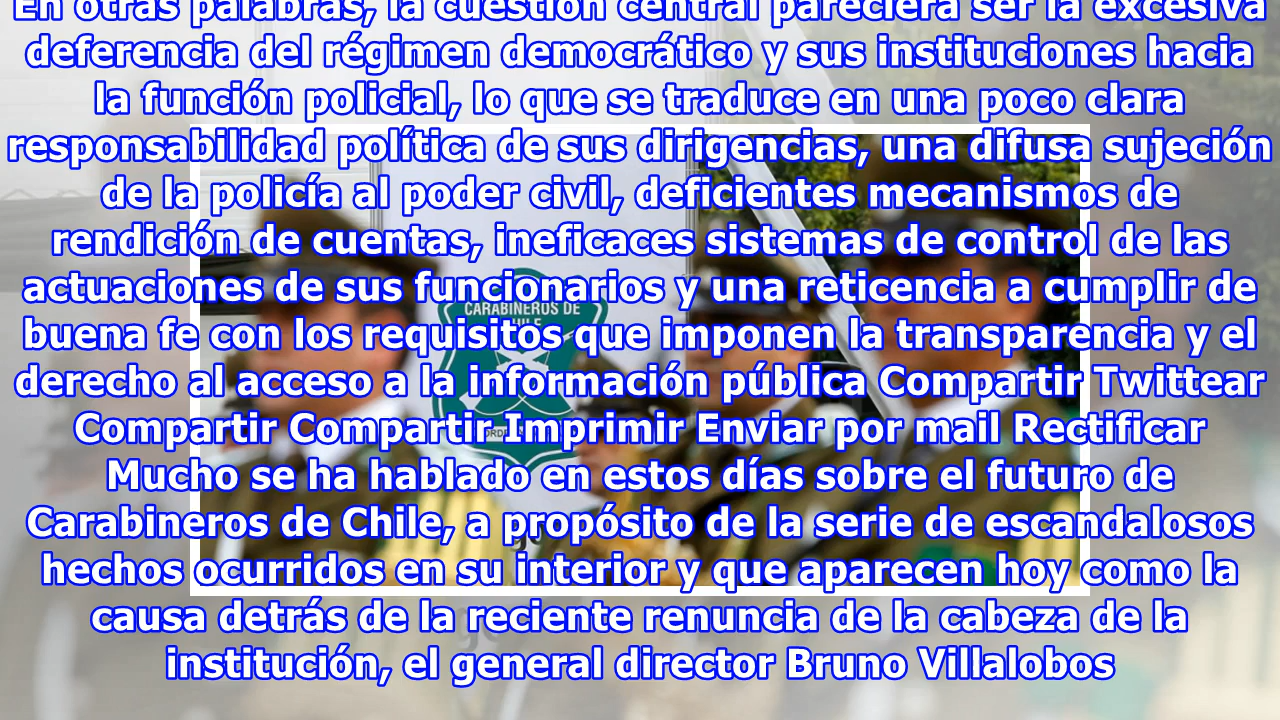 En otras palabras, la cuestión central pareciera ser la excesiva
deferencia del régimen democrático y sus instituciones hacia
la función policial, lo que se traduce en una poco clara
responsabilidad política de sus dirigencias, una difusa sujeción
de la policía al poder civil, deficientes mecanismos de
rendición de cuentas, ineficaces sistemas de control de las
actuaciones de sus funcionarios y una reticencia a cumplir de
buena fe con los requisitos que imponen la transparencia y el
derecho al acceso a la información pública Compartir Twittear
Compartir Compartir Imprimir Enviar por mail Rectificar
Mucho se ha hablado en estos días sobre el futuro de
Carabineros de Chile, a propósito de la serie de escandalosos
hechos ocurridos en su interior y que aparecen hoy como la
causa detrás de la reciente renuncia de la cabeza de la
institución, el general director Bruno Villalobos
CARABINEROS DE